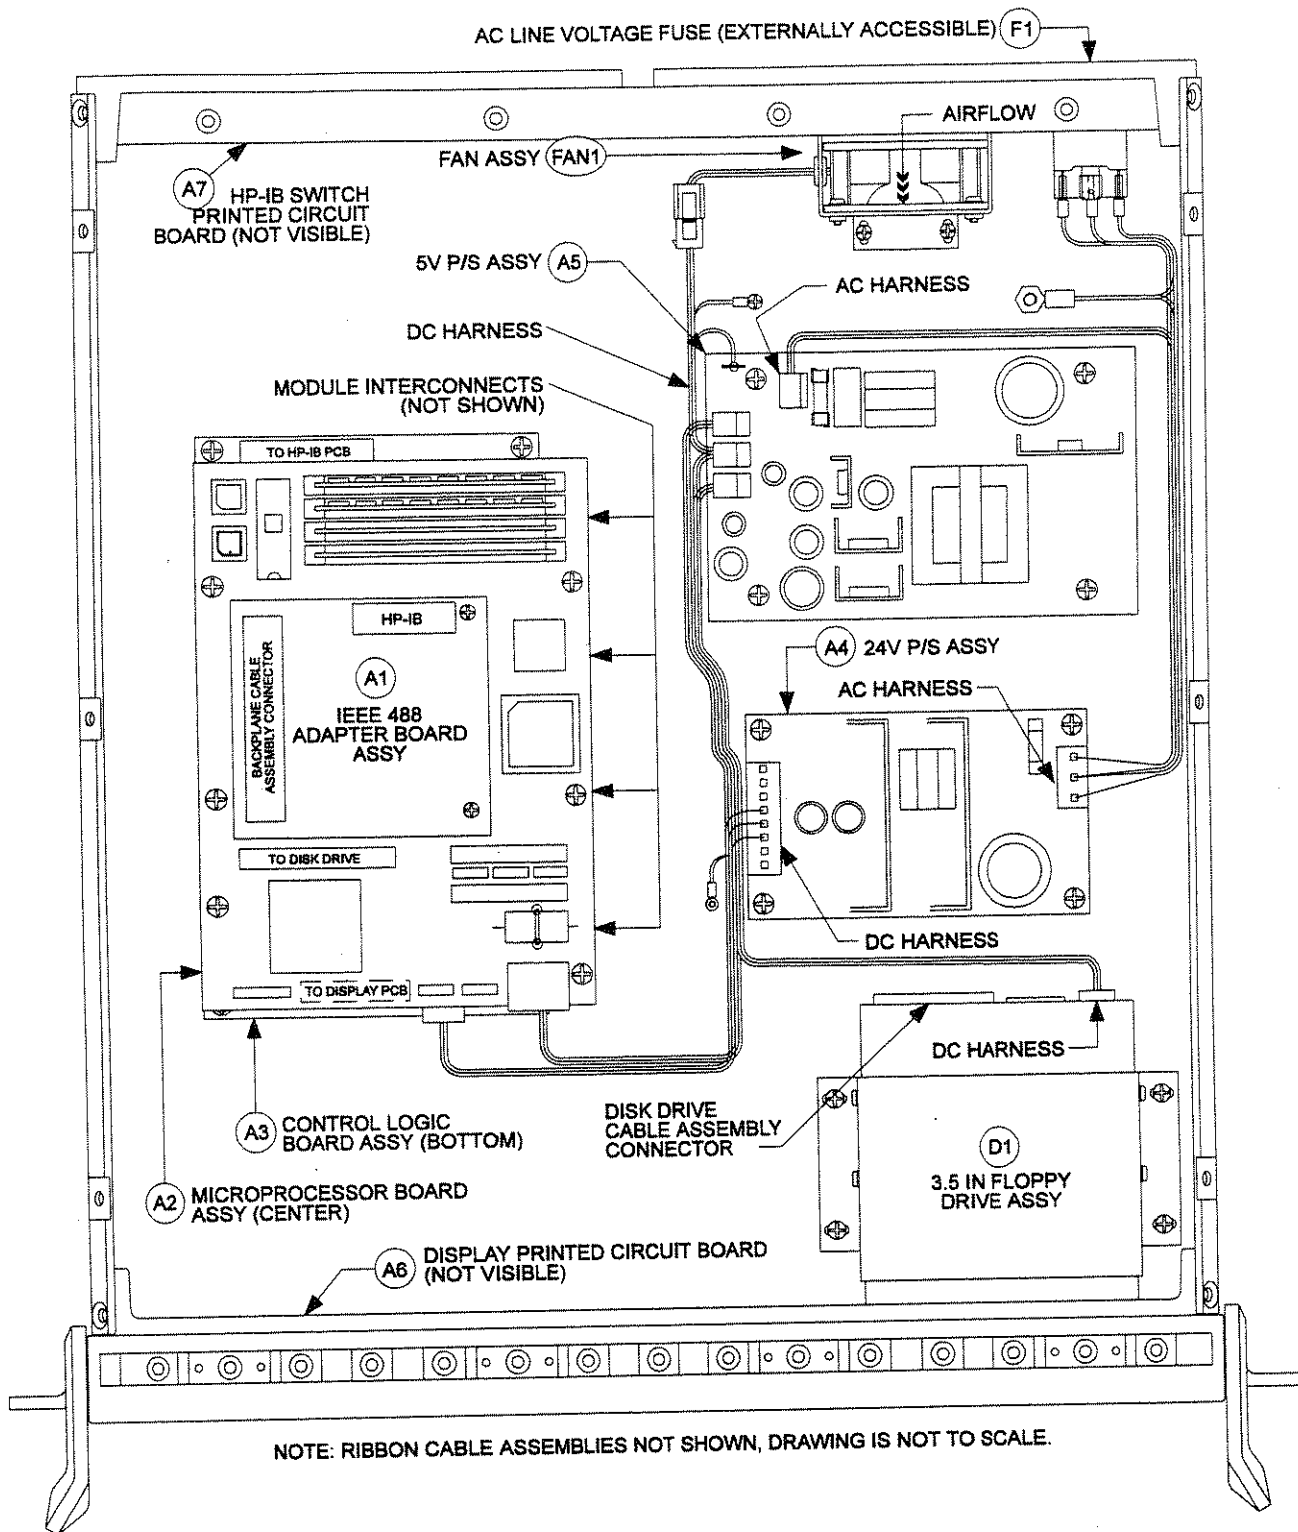 AC LINE VOLTAGE FUSE (EXTERNALLY ACCESSIBLE) F1
AIRFLOW
FAN ASSY FAN1
A7 HP-IB SWITCH
PRINTED CIRCUIT
BOARD (NOT VISIBLE)
5V P/S ASSY A5
AC HARNESS
DC HARNESS
MODULE INTERCONNECTS
(NOT SHOWN)
TO HP-IB PCB
HP-IB
BACKPLANE CABLE
ASSEMBLY CONNECTOR
A1
IEEE 488
ADAPTER BOARD
ASSY
A4 24V P/S ASSY
AC HARNESS
TO DISK DRIVE
DC HARNESS
TO DISPLAY PCB
DC HARNESS
A3 CONTROL LOGIC
BOARD ASSY (BOTTOM)
DISK DRIVE
CABLE ASSEMBLY
CONNECTOR
D1
3.5 IN FLOPPY
DRIVE ASSY
A2 MICROPROCESSOR BOARD
ASSY (CENTER)
A6 DISPLAY PRINTED CIRCUIT BOARD
(NOT VISIBLE)
NOTE: RIBBON CABLE ASSEMBLIES NOT SHOWN, DRAWING IS NOT TO SCALE.